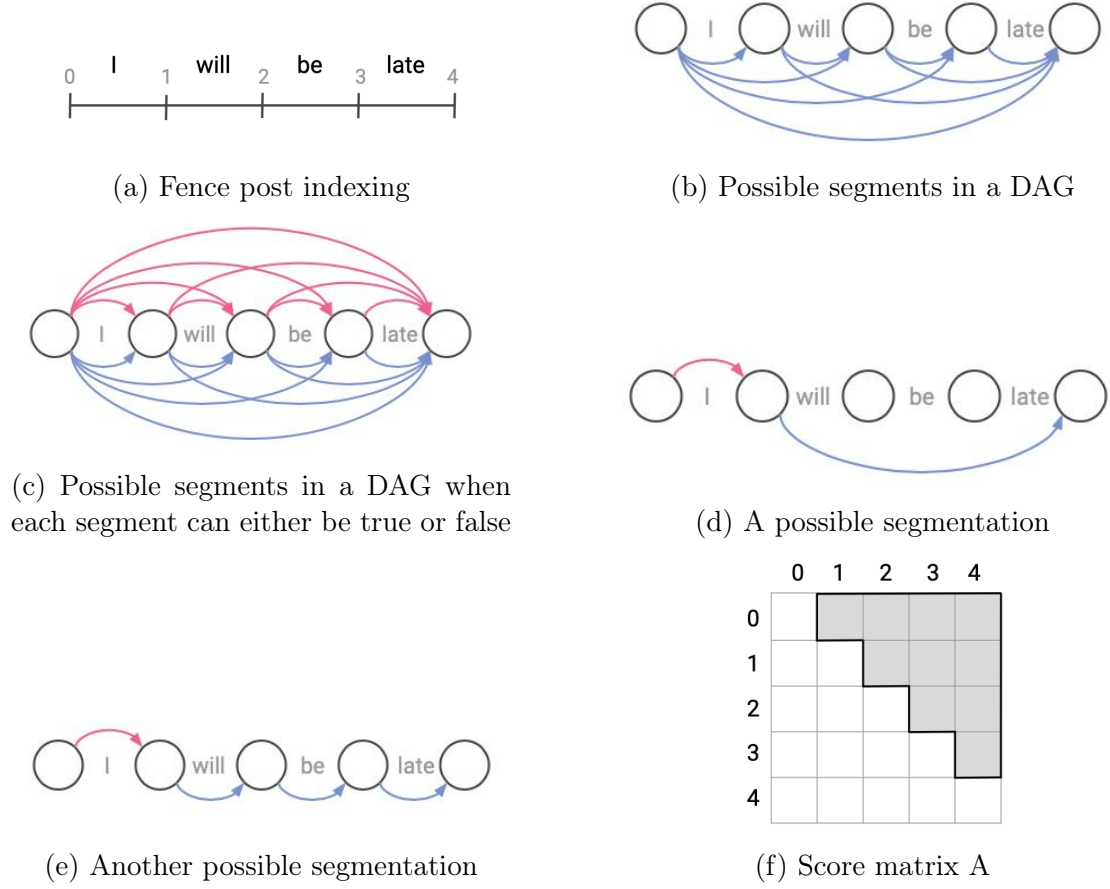 I will be late
0 1 2 3 4
(a) Fence post indexing
I will be late
(b) Possible segments in a DAG
I will be late
(c) Possible segments in a DAG when
each segment can either be true or false
I will be late
(d) A possible segmentation
I will be late
(e) Another possible segmentation
0 1 2 3 4
0
1
2
3
4
(f) Score matrix A